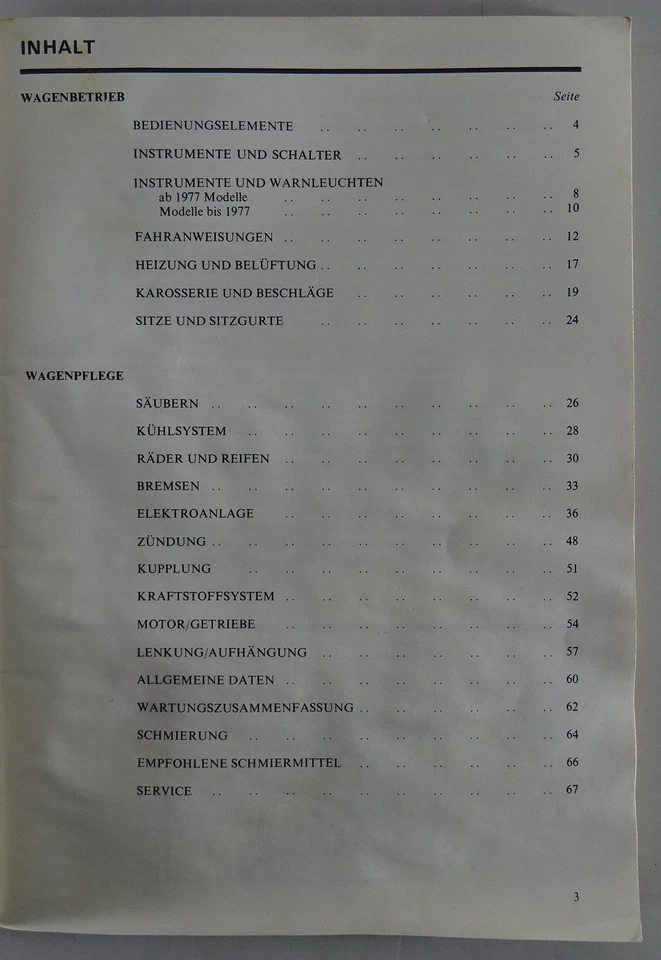 INHALT
WAGENBETRIEB Seite
BEDIENUNGSELEMENTE .. .. .. .. .. .. .. 4
INSTRUMENTE UND SCHALTER .. .. .. .. .. .. 5
INSTRUMENTE UND WARNLEUCHTEN
ab 1977 Modelle .. .. .. .. .. .. .. .. 8
Modelle bis 1977 .. .. .. .. .. .. .. .. 10
FAHRANWEISUNGEN .. .. .. .. .. .. .. .. 12
HEIZUNG UND BELÜFTUNG .. .. .. .. .. .. .. 17
KAROSSERIE UND BESCHLÄGE .. .. .. .. .. .. 19
SITZE UND SITZGURTE .. .. .. .. .. .. .. 24
WAGENPFLEGE
SÄUBERN .. .. .. .. .. .. .. .. .. .. 26
KÜHLSYSTEM .. .. .. .. .. .. .. .. .. 28
RÄDER UND REIFEN .. .. .. .. .. .. .. .. 30
BREMSEN .. .. .. .. .. .. .. .. .. .. 33
ELEKTROANLAGE .. .. .. .. .. .. .. .. 36
ZÜNDUNG .. .. .. .. .. .. .. .. .. .. 48
KUPPLUNG .. .. .. .. .. .. .. .. .. 51
KRAFTSTOFFSYSTEM .. .. .. .. .. .. .. .. 52
MOTOR/GETRIEBE .. .. .. .. .. .. .. .. 54
LENKUNG/AUFHÄNGUNG .. .. .. .. .. .. .. 57
ALLGEMEINE DATEN .. .. .. .. .. .. .. .. 60
WARTUNGSZUSAMMENFASSUNG .. .. .. .. .. .. 62
SCHMIERUNG .. .. .. .. .. .. .. .. .. 64
EMPFOHLENE SCHMIERMITTEL .. .. .. .. .. .. 66
SERVICE .. .. .. .. .. .. .. .. .. .. 67
3